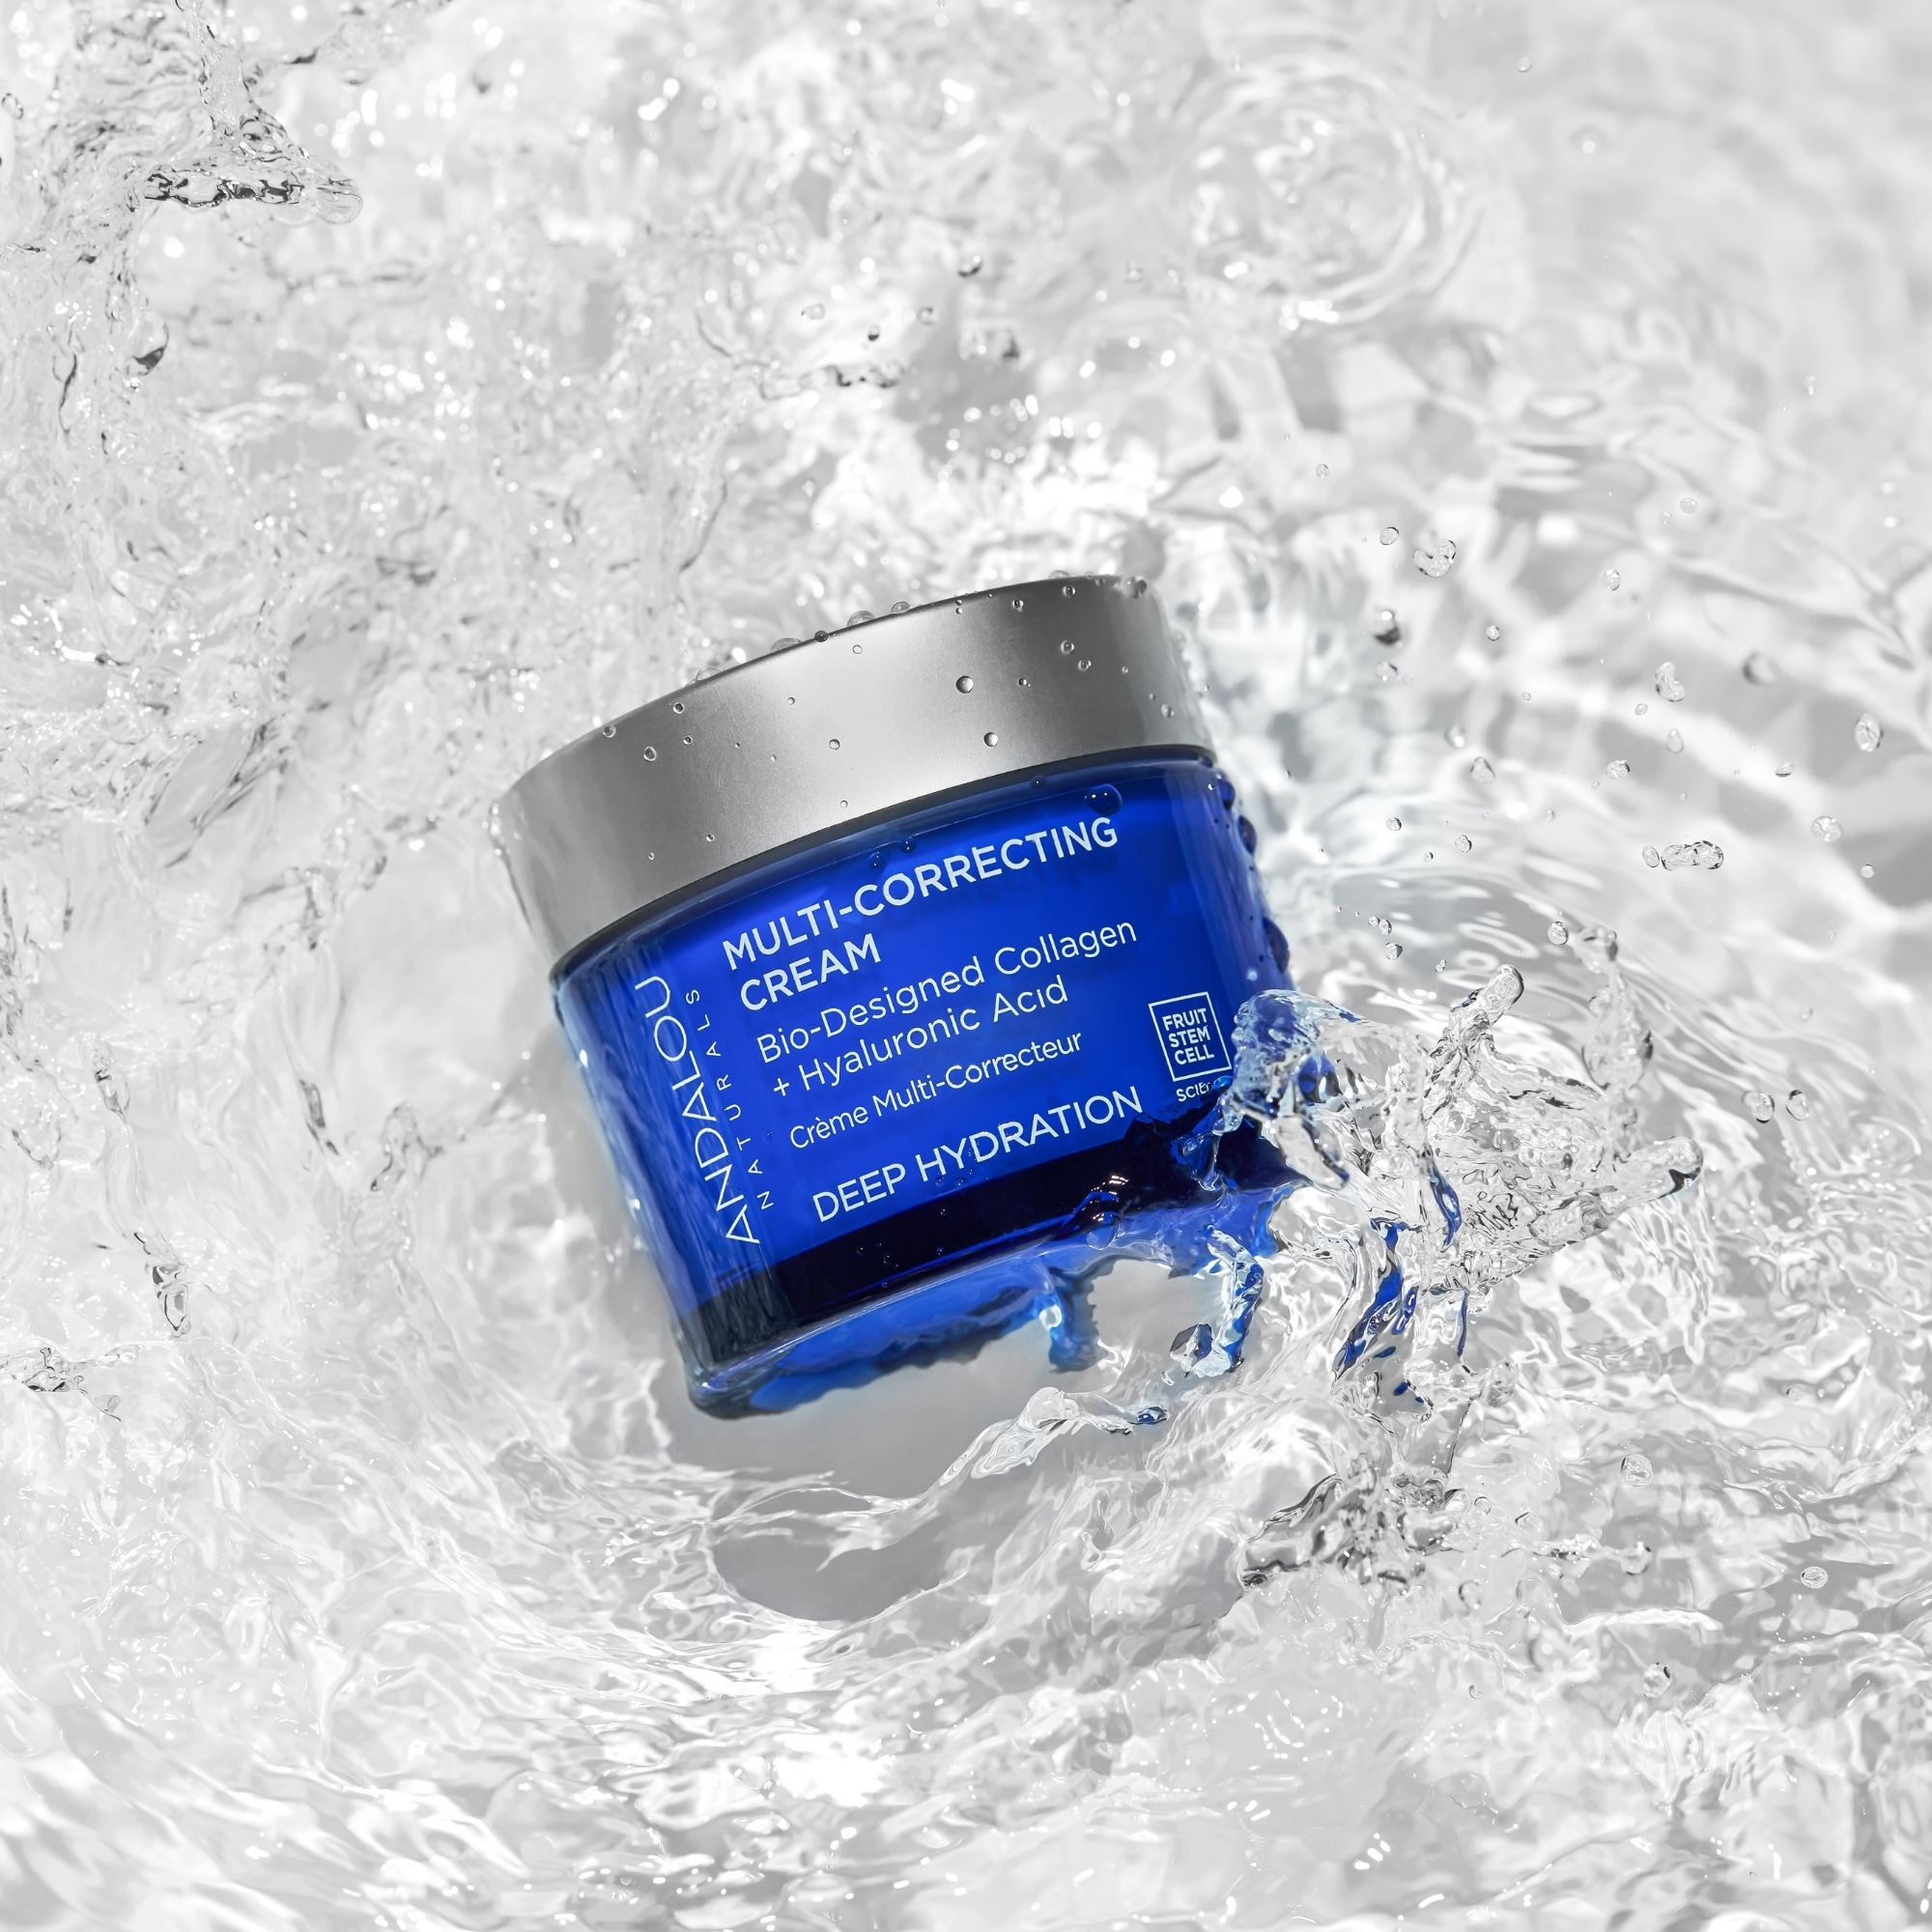 ANDALOU
NATURALS
MULTI-CORRECTING
CREAM
Bio-Designed Collagen
+ Hyaluronic Acid
Crème Multi-Correcteur
DEEP HYDRATION
FRUIT
STEM
CELL